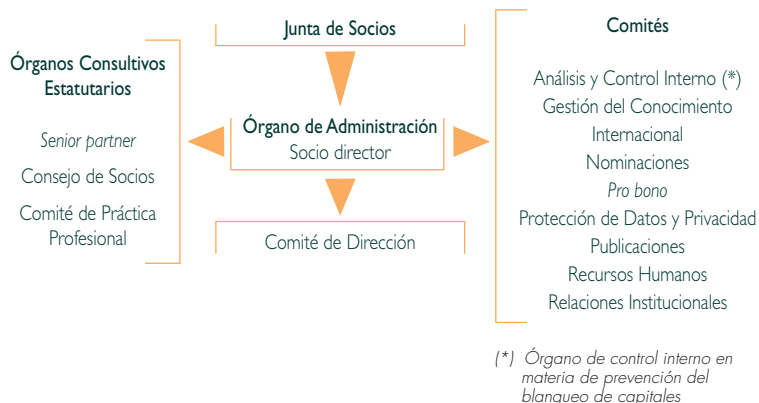 Junta de Socios
Órganos Consultivos
Estatutarios
Senior partner
Consejo de Socios
Comité de Práctica
Profesional
Órgano de Administración
Socio director
Comité de Dirección
Comités
Análisis y Control Interno (*)
Gestión del Conocimiento
Internacional
Nominaciones
Pro bono
Protección de Datos y Privacidad
Publicaciones
Recursos Humanos
Relaciones Institucionales
(*) Órgano de control interno en
materia de prevención del
blanqueo de capitales